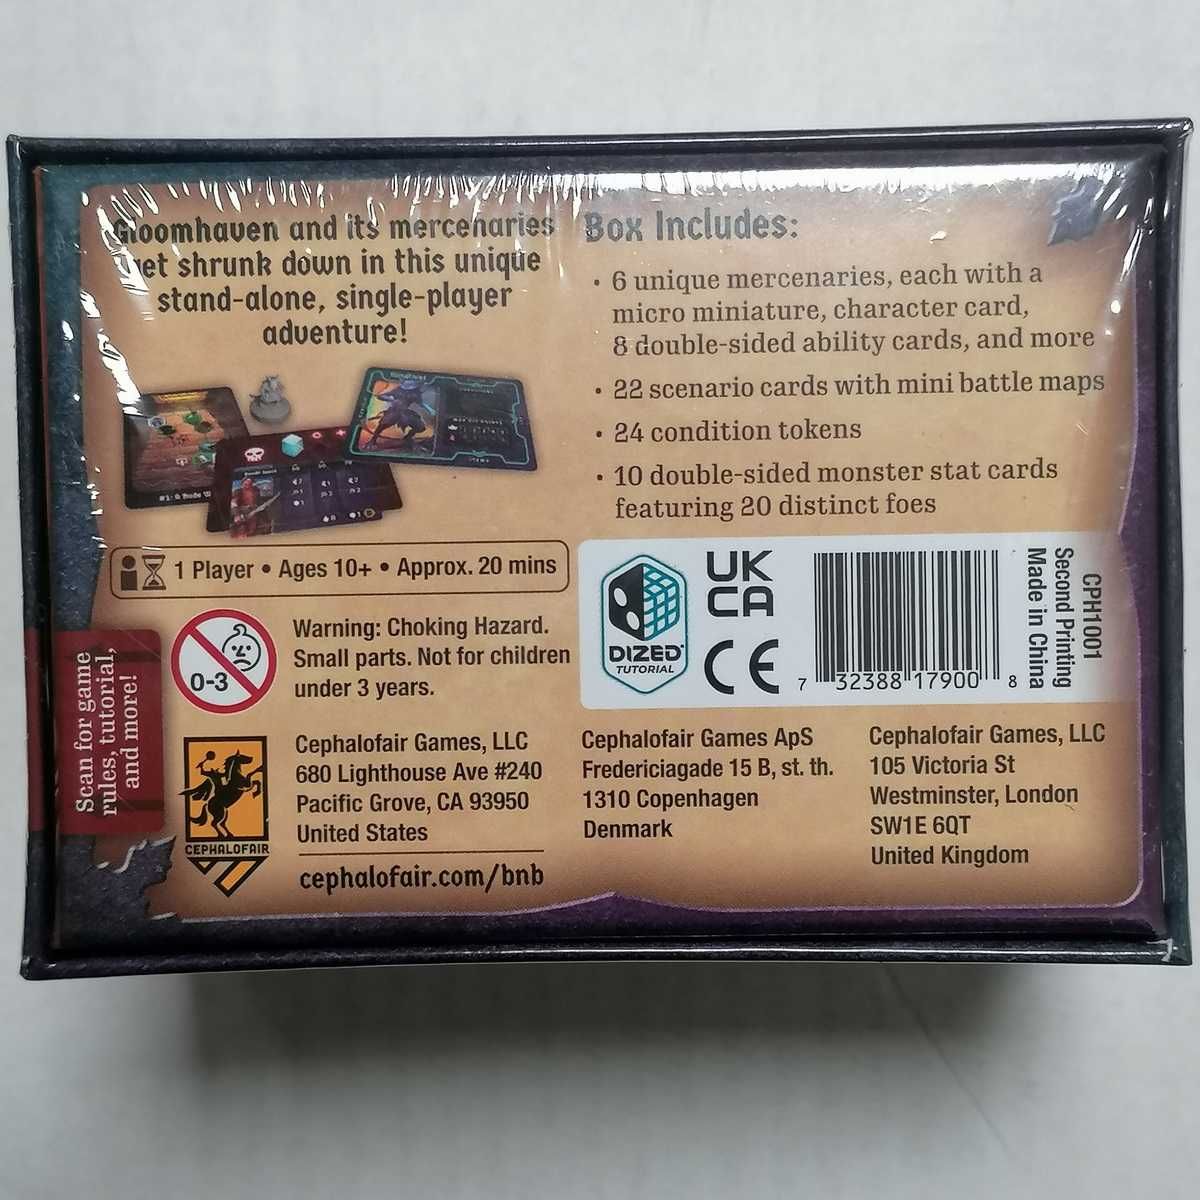 Gloomhaven and its mercenaries
get shrunk down in this unique
stand-alone, single-player
adventure!
Box Includes:
• 6 unique mercenaries, each with a
micro miniature, character card,
8 double-sided ability cards, and more
• 22 scenario cards with mini battle maps
• 24 condition tokens
• 10 double-sided monster stat cards
featuring 20 distinct foes
1 Player • Ages 10+ • Approx. 20 mins
0-3
Warning: Choking Hazard.
Small parts. Not for children
under 3 years.
DIZED
TUTORIAL
UK
CA
CE
7 32388 17900 8
CPH1001
Second Printing
Made in China
Scan for game
rules, tutorial,
and more!
CEPHALOFAIR
Cephalofair Games, LLC
680 Lighthouse Ave #240
Pacific Grove, CA 93950
United States
cephalofair.com/bnb
Cephalofair Games ApS
Fredericiagade 15 B, st. th.
1310 Copenhagen
Denmark
Cephalofair Games, LLC
105 Victoria St
Westminster, London
SW1E 6QT
United Kingdom